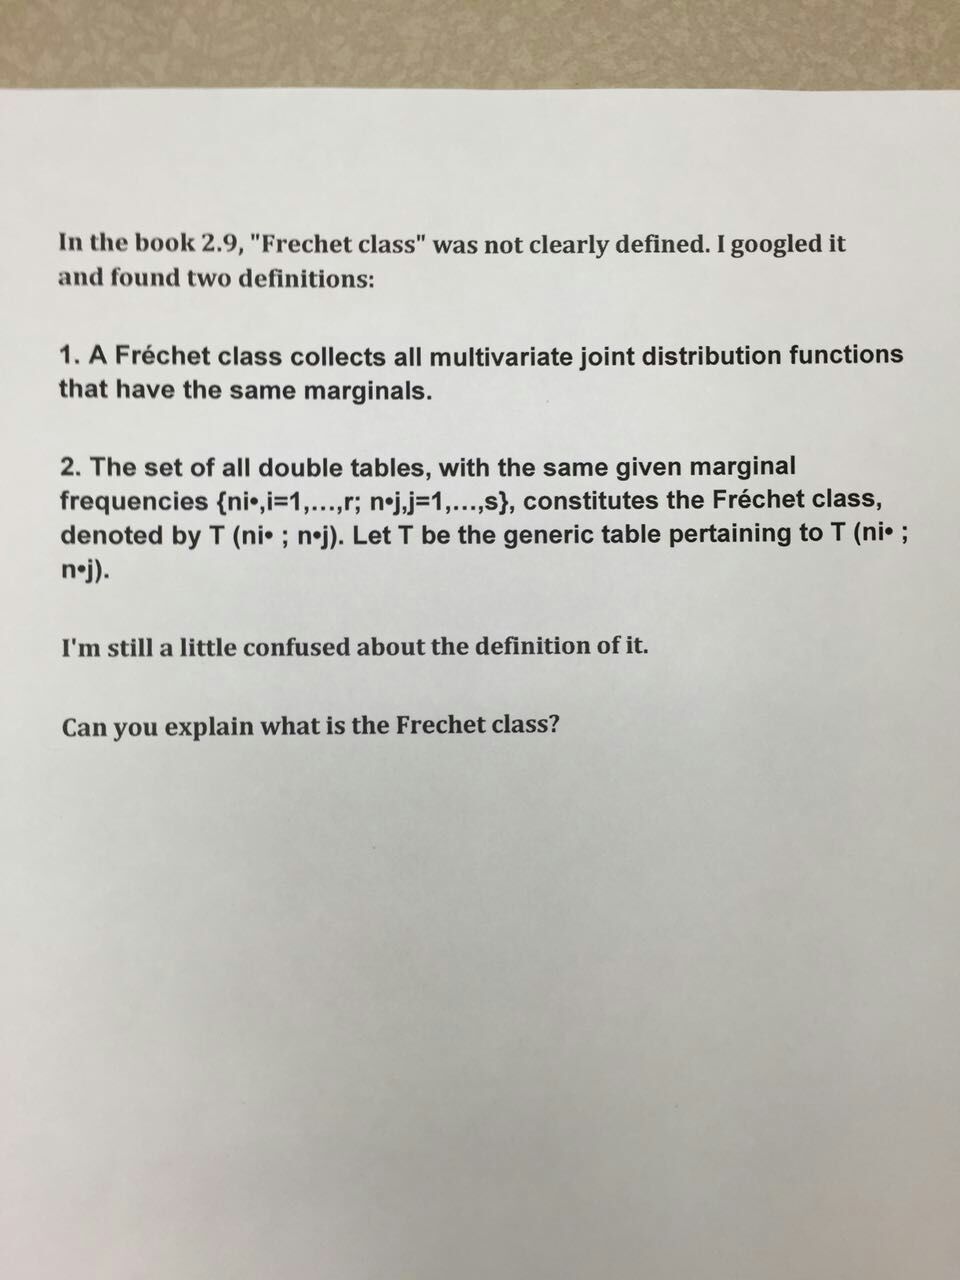 In the book 2.9, "Frechet class" was not clearly defined. I googled it
and found two definitions:
1. A Fréchet class collects all multivariate joint distribution functions
that have the same marginals.
2. The set of all double tables, with the same given marginal
frequencies {ni•,i=1,...,r; n•j,j=1,...,s}, constitutes the Fréchet class,
denoted by T (ni• ; n•j). Let T be the generic table pertaining to T (ni• ;
n•j).
I'm still a little confused about the definition of it.
Can you explain what is the Frechet class?